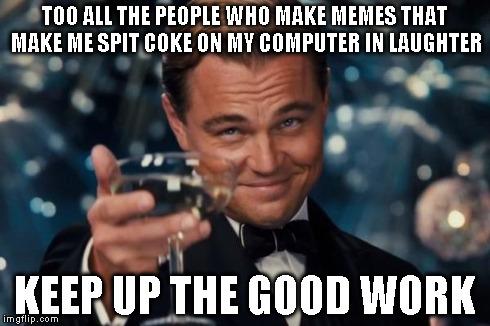 TOO ALL THE PEOPLE WHO MAKE MEMES THAT
MAKE ME SPIT COKE ON MY COMPUTER IN LAUGHTER
KEEP UP THE GOOD WORK
imgflip.com